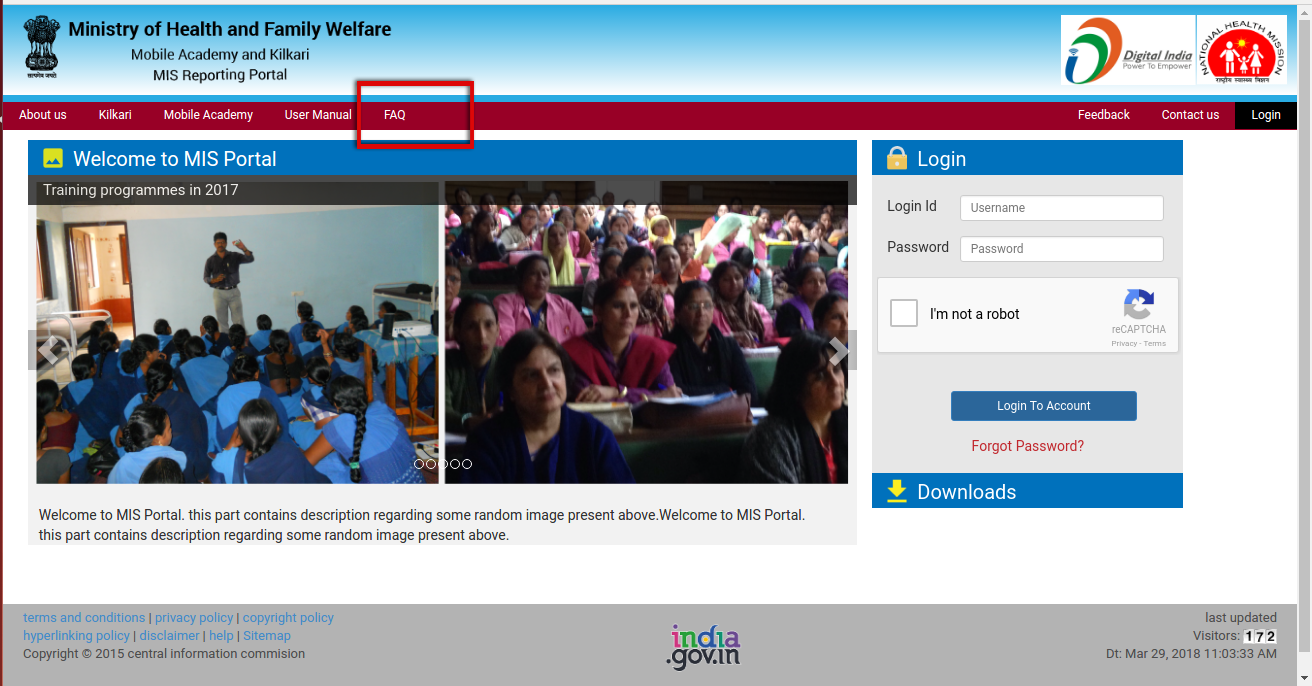 Ministry of Health and Family Welfare
Mobile Academy and Kilkari
MIS Reporting Portal
सत्यमेव जयते
Digital India
Power To Empower
NATIONAL HEALTH MISSION
राष्ट्रीय स्वास्थ्य मिशन
About us
Kilkari
Mobile Academy
User Manual
FAQ
Feedback
Contact us
Login
Welcome to MIS Portal
Training programmes in 2017
Welcome to MIS Portal. this part contains description regarding some random image present above.Welcome to MIS Portal.
this part contains description regarding some random image present above.
Login
Login Id
Username
Password
Password
I'm not a robot
reCAPTCHA
Privacy - Terms
Login To Account
Forgot Password?
Downloads
terms and conditions | privacy policy | copyright policy
hyperlinking policy | disclaimer | help | Sitemap
Copyright © 2015 central information commision
india
.gov.in
last updated
Visitors: 172
Dt: Mar 29, 2018 11:03:33 AM